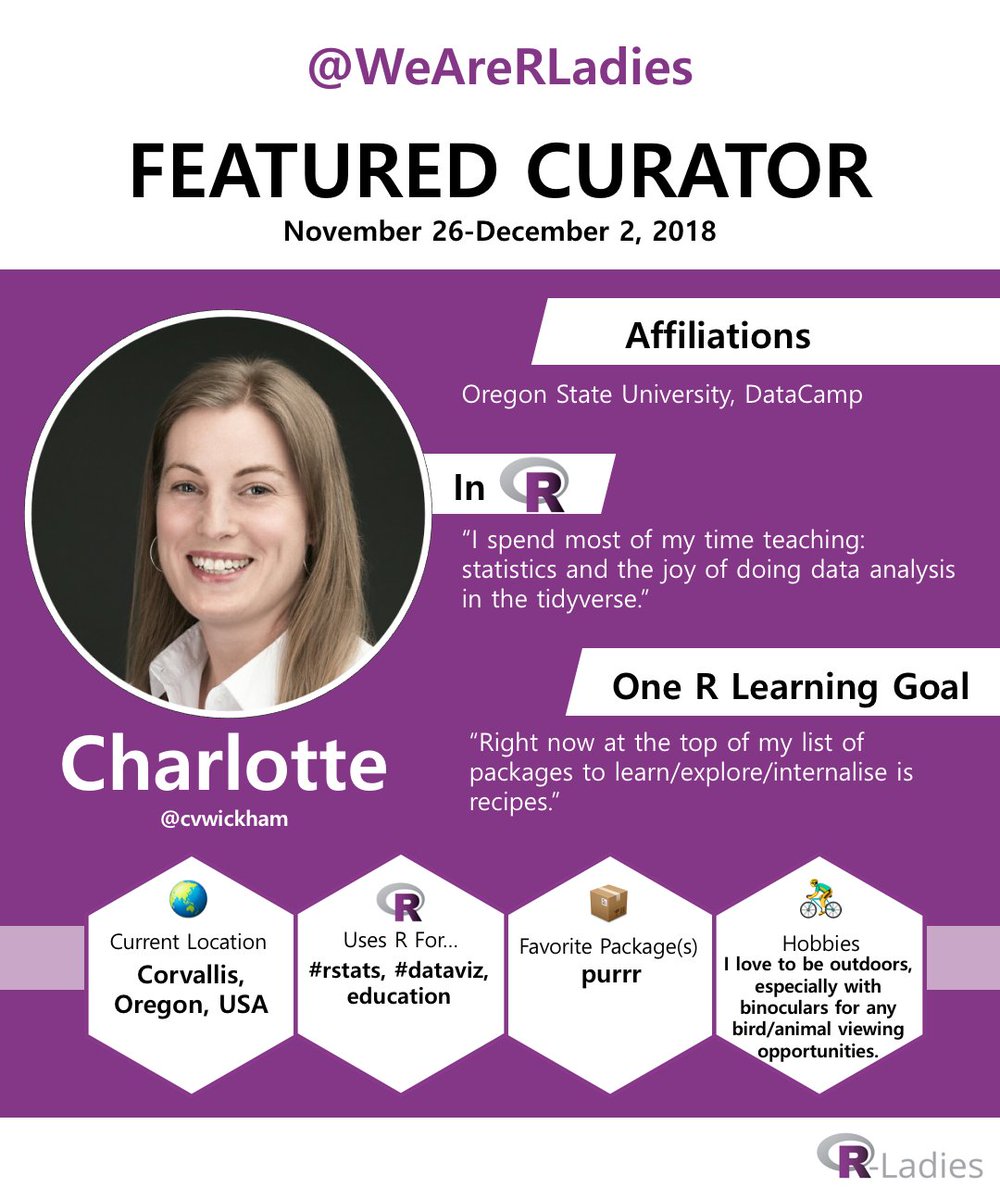 @WeAreRLadies
FEATURED CURATOR
November 26-December 2, 2018
Affiliations
Oregon State University, DataCamp
In R
“I spend most of my time teaching:
statistics and the joy of doing data analysis
in the tidyverse.”
One R Learning Goal
“Right now at the top of my list of
packages to learn/explore/internalise is
recipes.”
Charlotte
@cvwickham
Current Location
Corvallis,
Oregon, USA
R
Uses R For...
#rstats, #dataviz,
education
Favorite Package(s)
purrr
Hobbies
I love to be outdoors,
especially with
binoculars for any
bird/animal viewing
opportunities.
R-Ladies